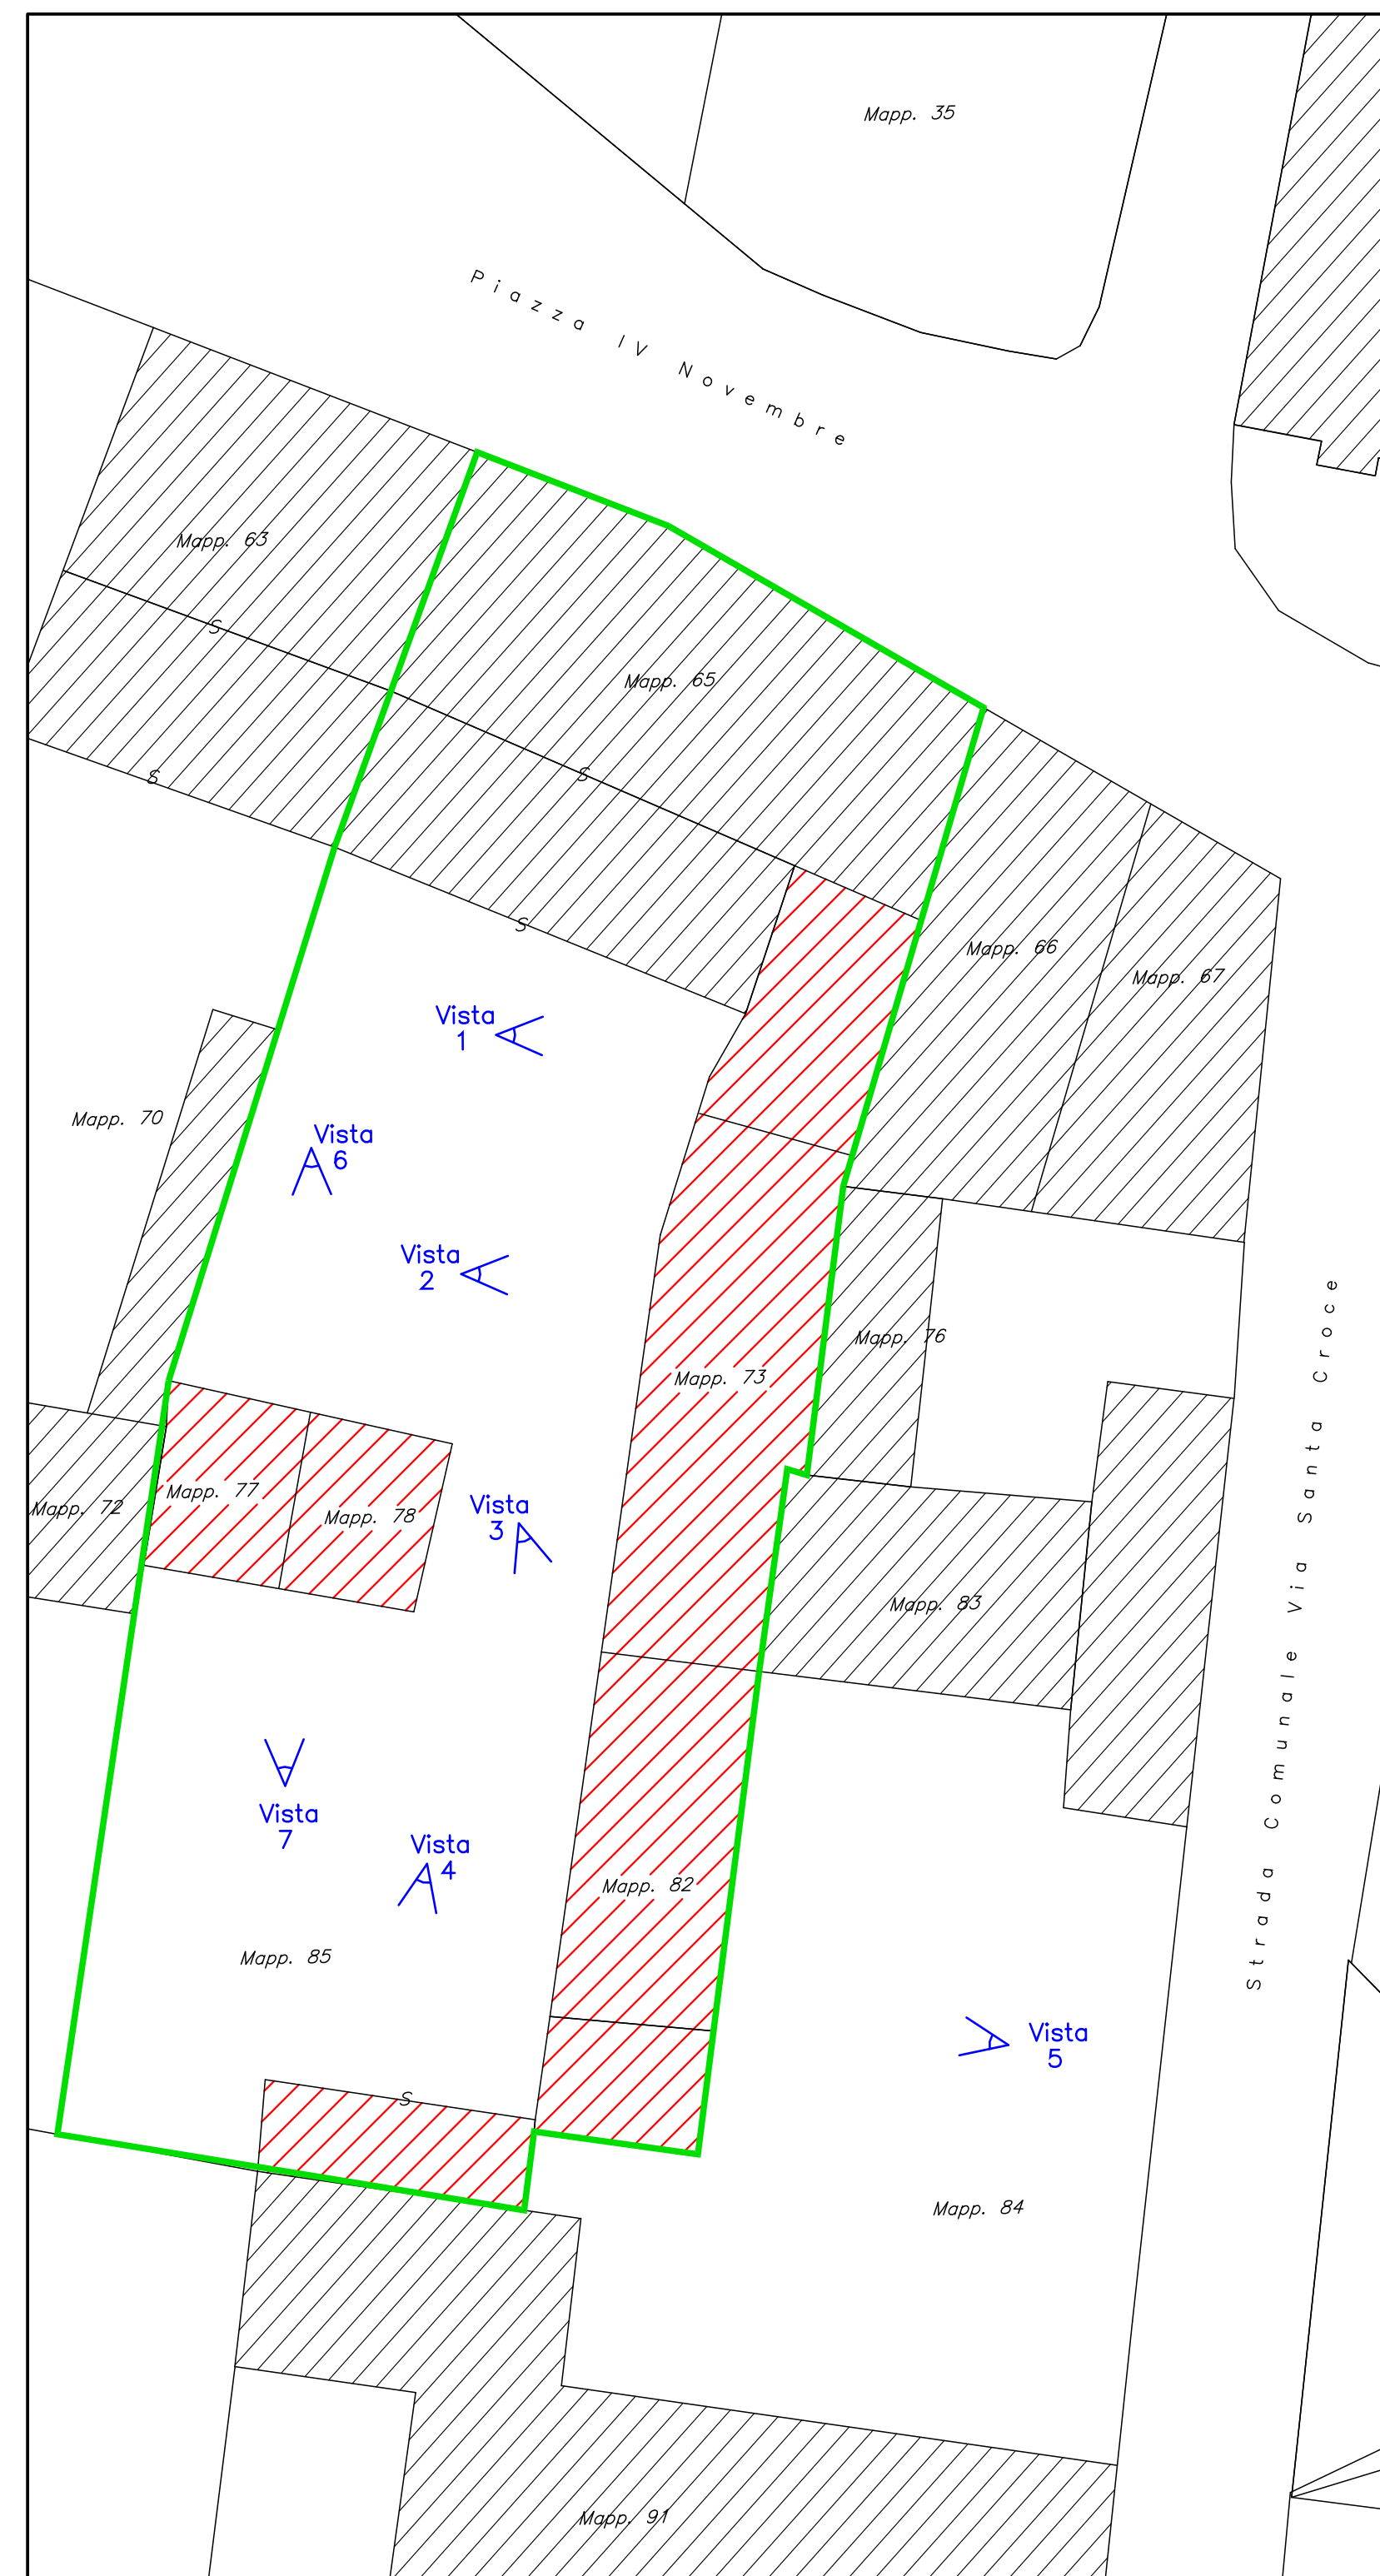 Mapp. 35
Piazza IV Novembre
Mapp. 63
S
Mapp. 65
S
S
S
Mapp. 66
Mapp. 67
Vista
1
Mapp. 70
Vista
6
Vista
2
Mapp. 76
Mapp. 73
Strada Comunale Via Santa Croce
Mapp. 77
Mapp. 78
Mapp. 72
Vista
3
Mapp. 83
Vista
7
Vista
4
Mapp. 82
Mapp. 85
Vista
5
S
Mapp. 84
Mapp. 91